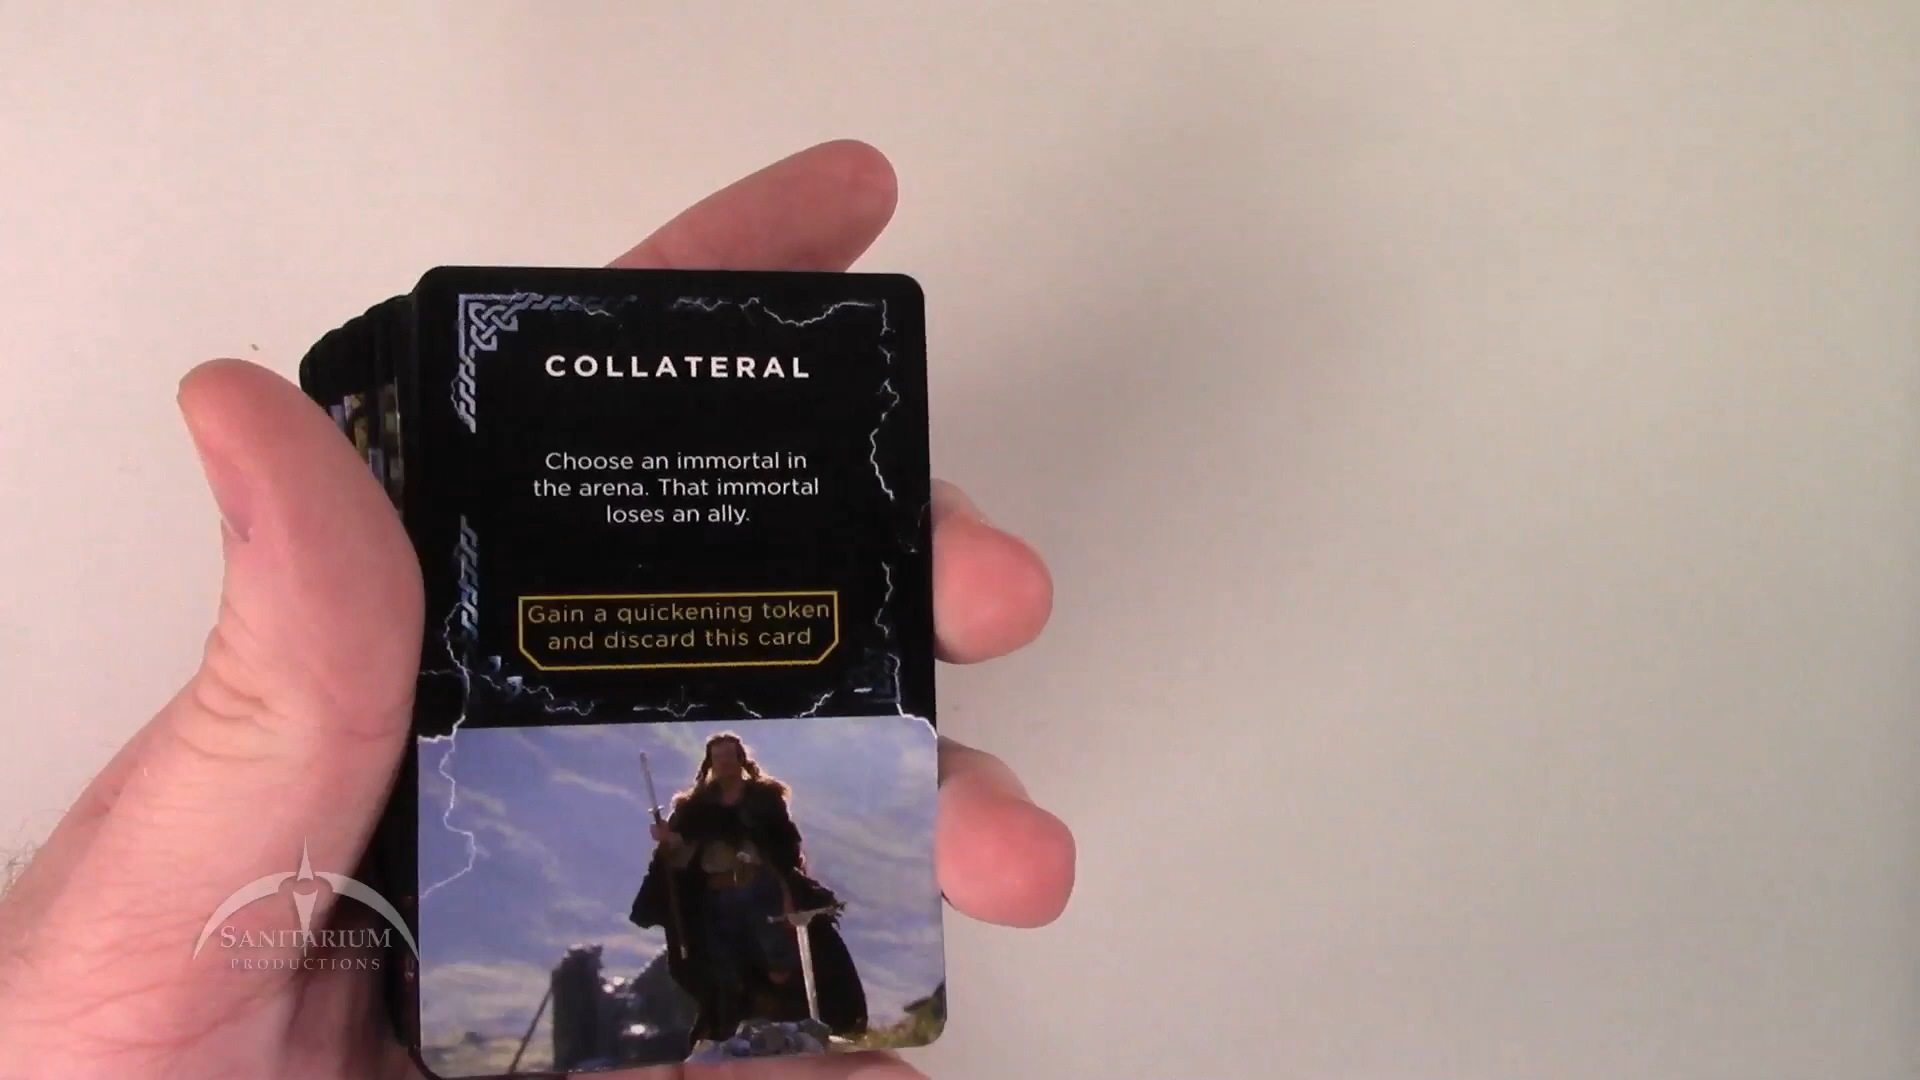 COLLATERAL
Choose an immortal in
the arena. That immortal
loses an ally.
Gain a quickening token
and discard this card
SANITARIUM
PRODUCTIONS